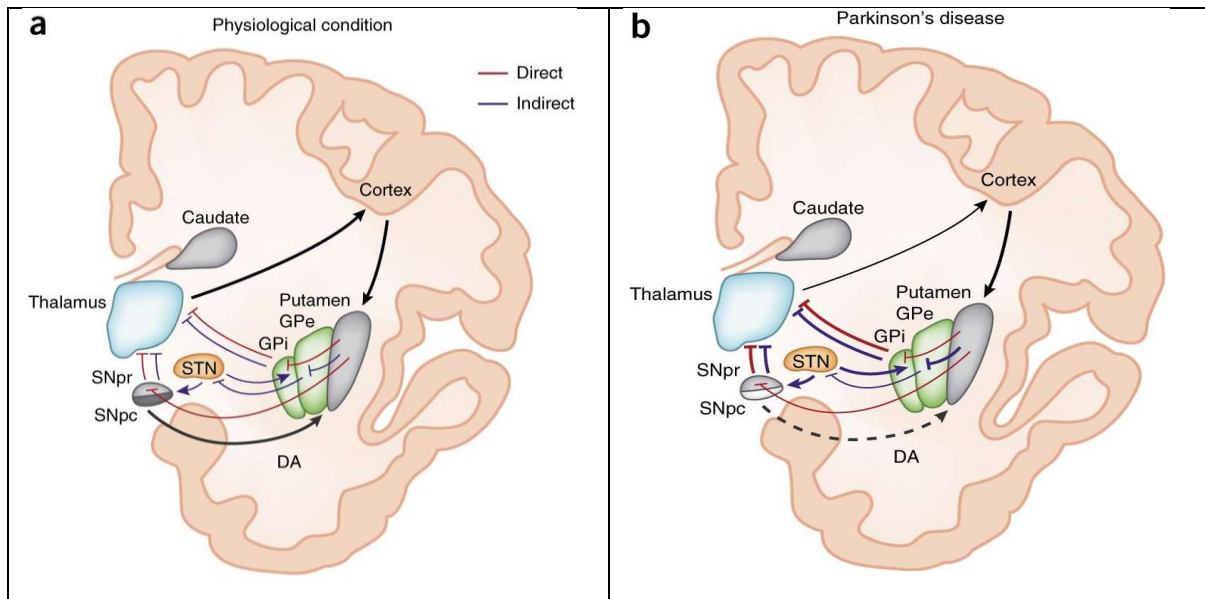 a
Physiological condition
Direct
Indirect
Cortex
Caudate
Thalamus
Putamen
GPe
GPi
STN
SNpr
SNpc
DA
b
Parkinson's disease
Cortex
Caudate
Thalamus
Putamen
GPe
GPi
STN
SNpr
SNpc
DA